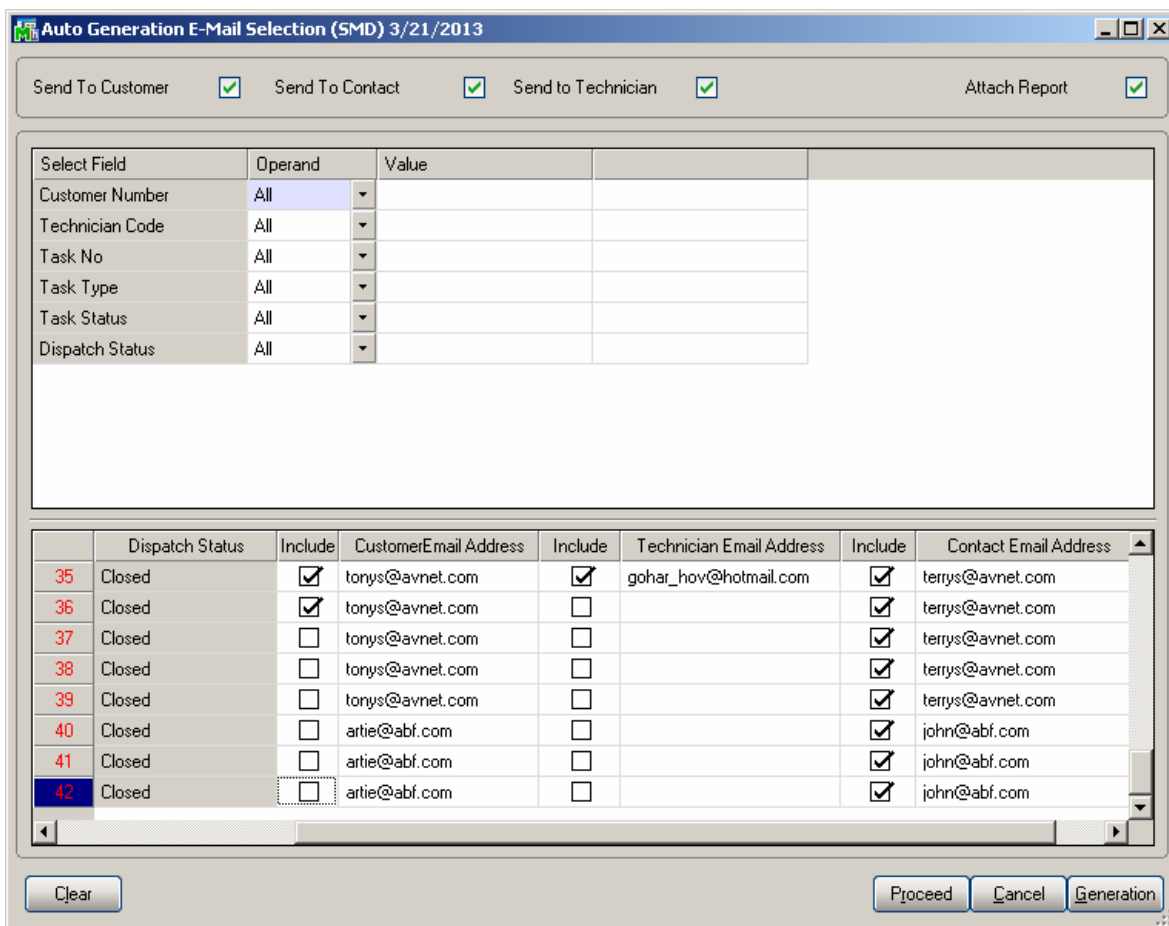 Auto Generation E-Mail Selection (SMD) 3/21/2013
Send To Customer Send To Contact Send to Technician Attach Report
Select Field Operand Value
Customer Number All
Technician Code All
Task No All
Task Type All
Task Status All
Dispatch Status All
Dispatch Status Include CustomerEmail Address Include Technician Email Address Include Contact Email Address
35 Closed tonys@avnet.com gohar_hov@hotmail.com terrys@avnet.com
36 Closed tonys@avnet.com terrys@avnet.com
37 Closed tonys@avnet.com terrys@avnet.com
38 Closed tonys@avnet.com terrys@avnet.com
39 Closed tonys@avnet.com terrys@avnet.com
40 Closed artie@abf.com john@abf.com
41 Closed artie@abf.com john@abf.com
42 Closed artie@abf.com john@abf.com
Clear Proceed Cancel Generation